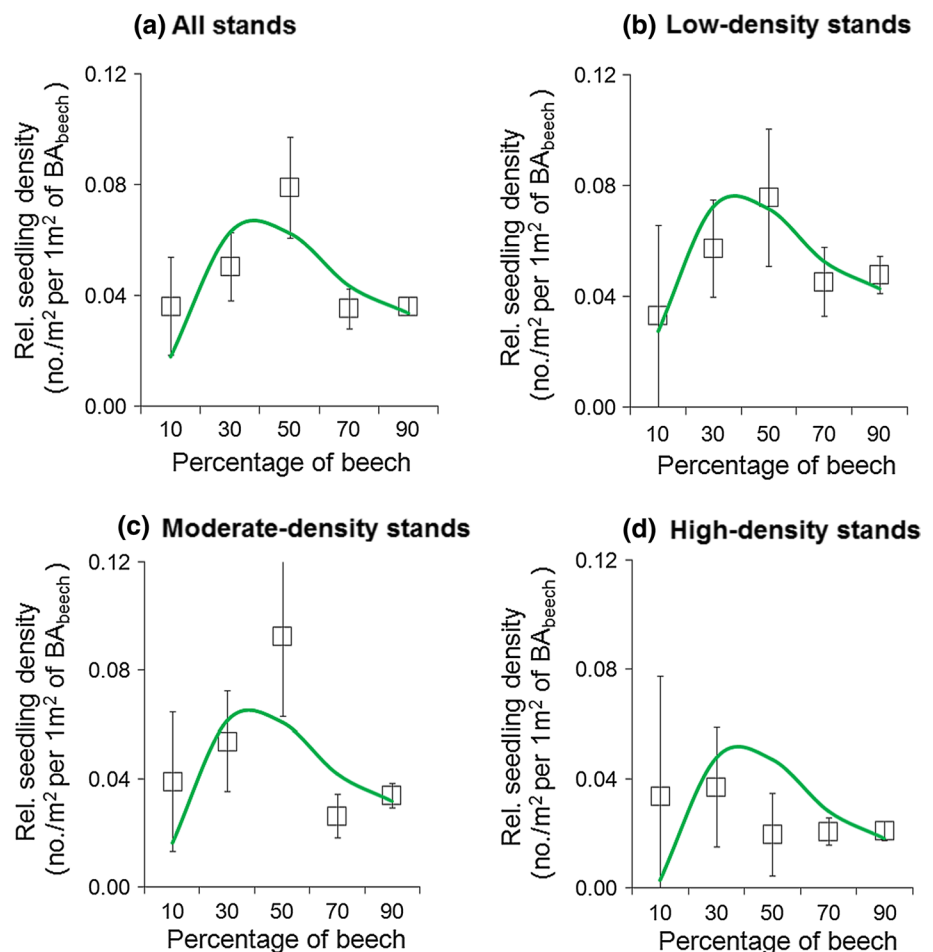 (a) All stands
Rel. seedling density
(no./m² per 1m² of BA_beech)
0.12
0.08
0.04
0.00
10 30 50 70 90
Percentage of beech
(b) Low-density stands
Rel. seedling density
(no./m² per 1m² of BA_beech)
0.12
0.08
0.04
0.00
10 30 50 70 90
Percentage of beech
(c) Moderate-density stands
Rel. seedling density
(no./m² per 1m² of BA_beech)
0.12
0.08
0.04
0.00
10 30 50 70 90
Percentage of beech
(d) High-density stands
Rel. seedling density
(no./m² per 1m² of BA_beech)
0.12
0.08
0.04
0.00
10 30 50 70 90
Percentage of beech